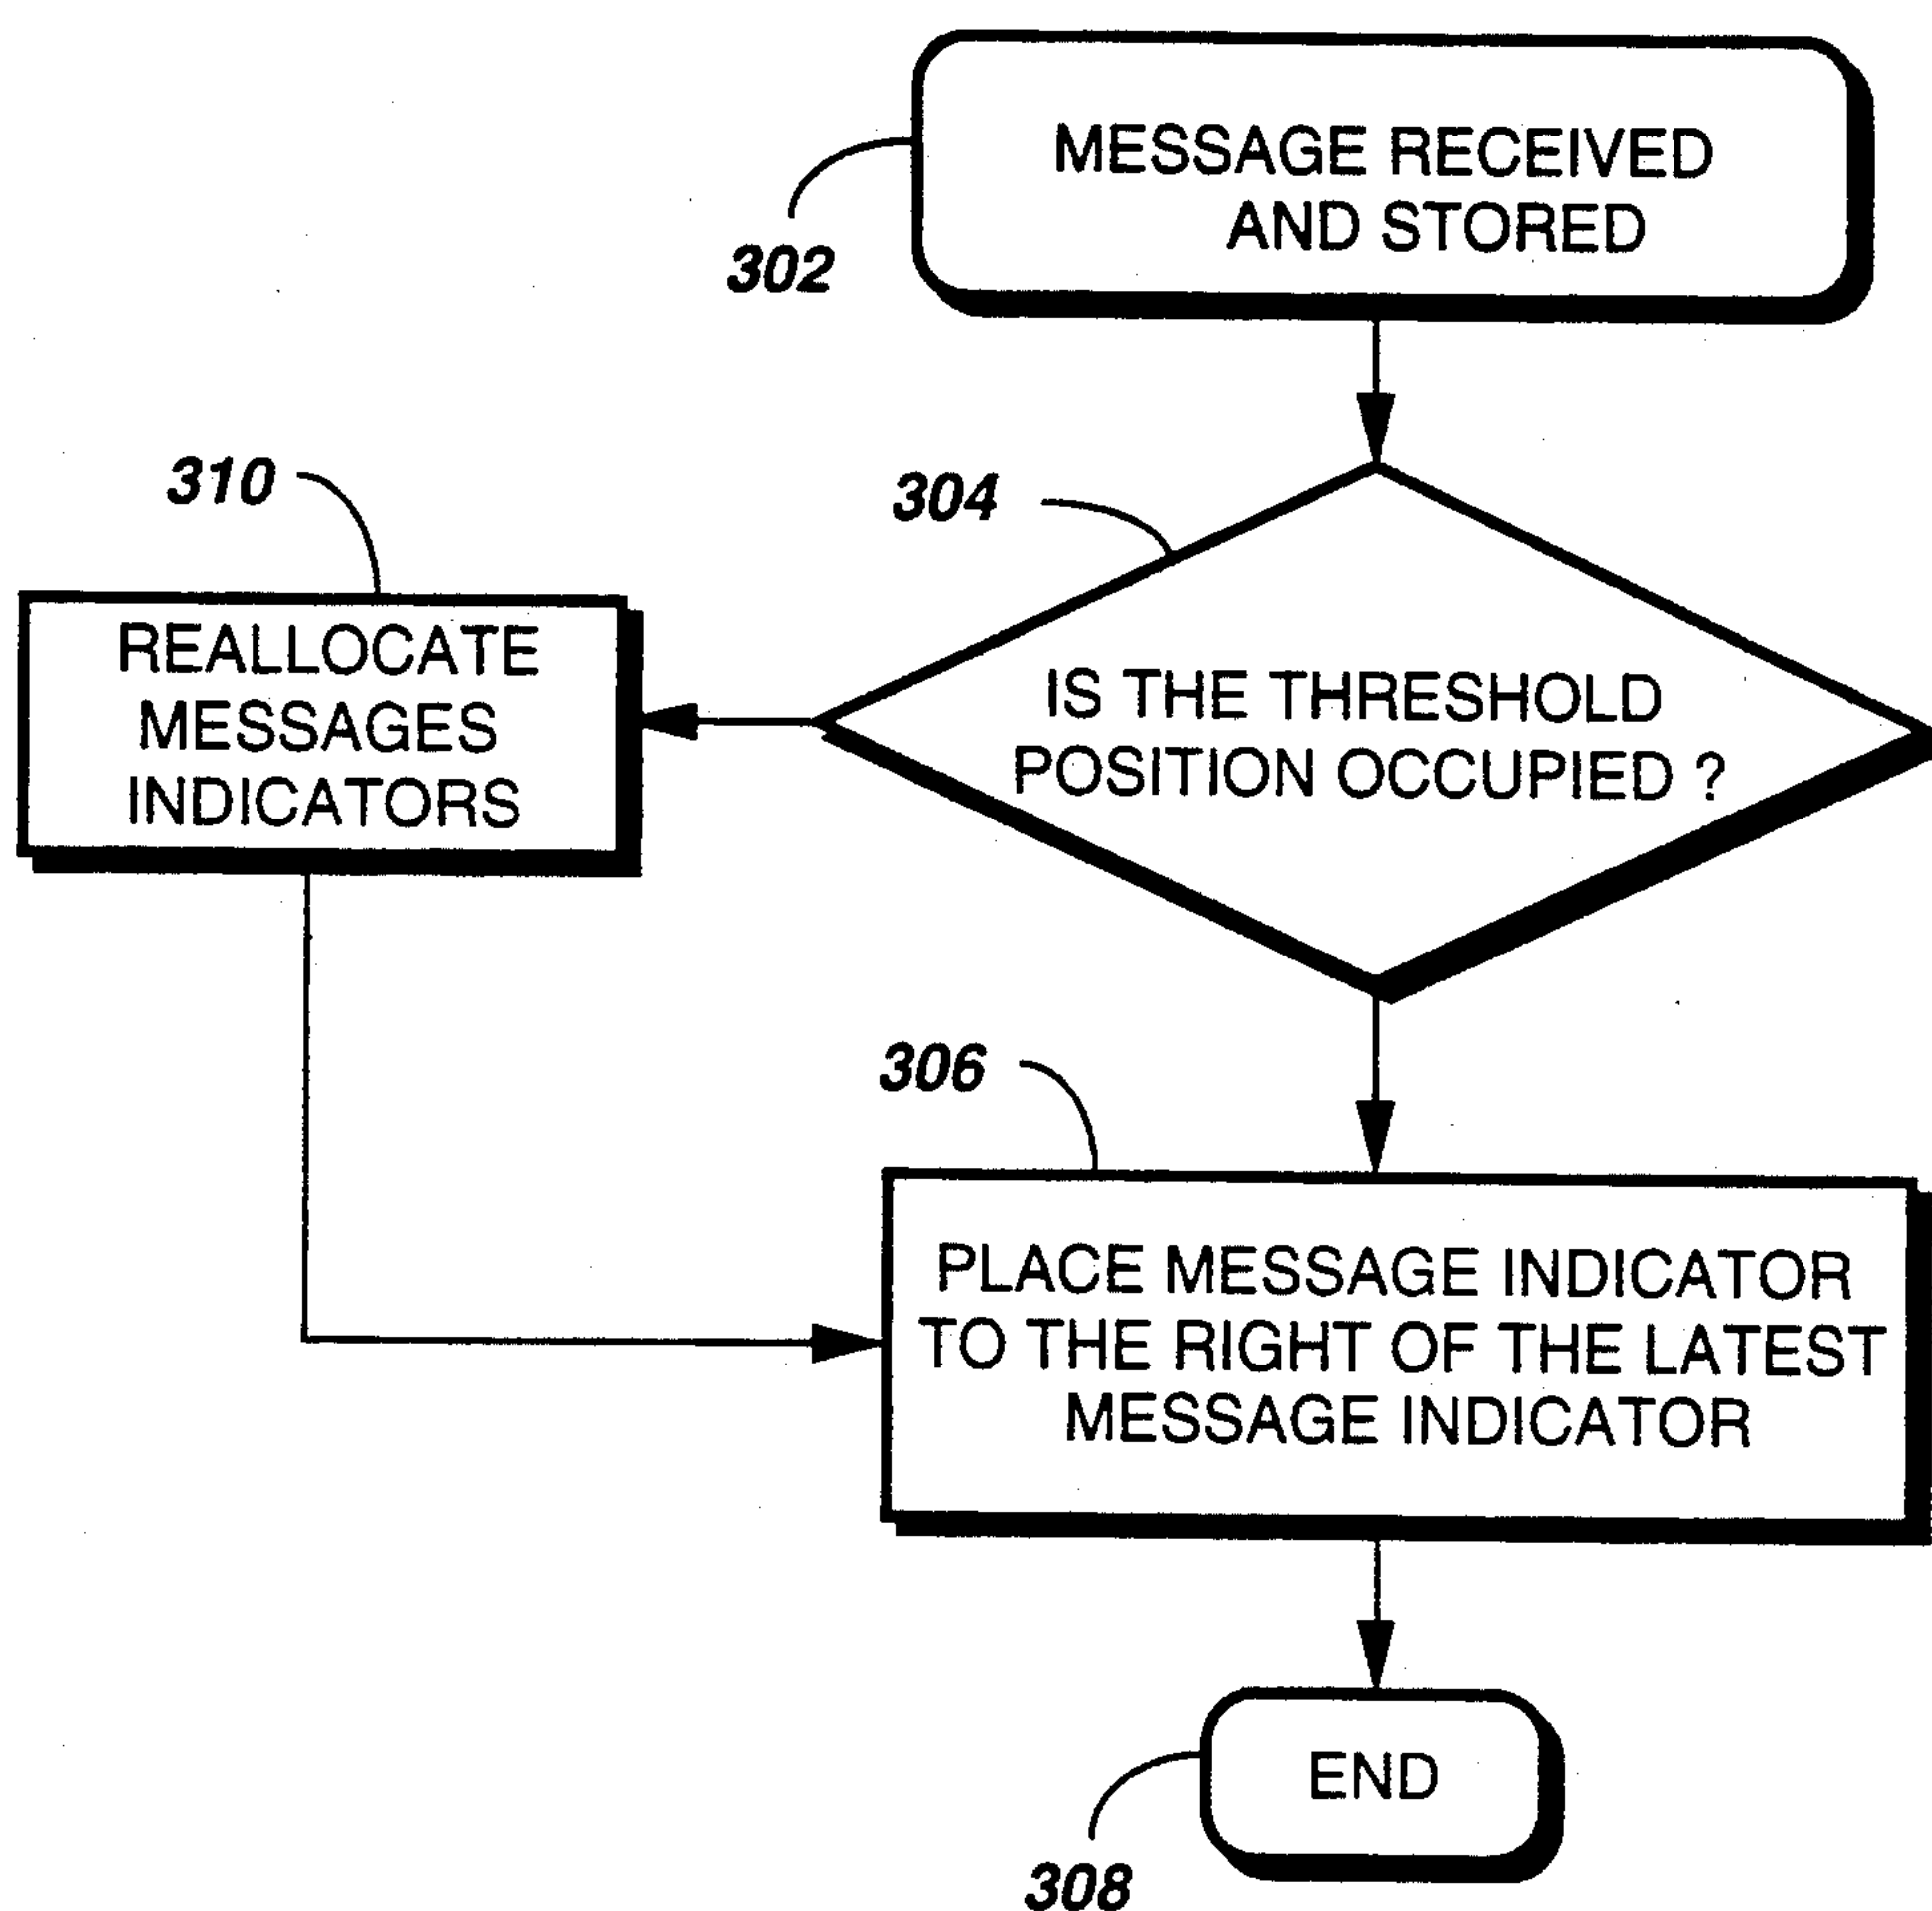 MESSAGE RECEIVED
AND STORED
302
304
IS THE THRESHOLD
POSITION OCCUPIED ?
310
REALLOCATE
MESSAGES
INDICATORS
306
PLACE MESSAGE INDICATOR
TO THE RIGHT OF THE LATEST
MESSAGE INDICATOR
END
308